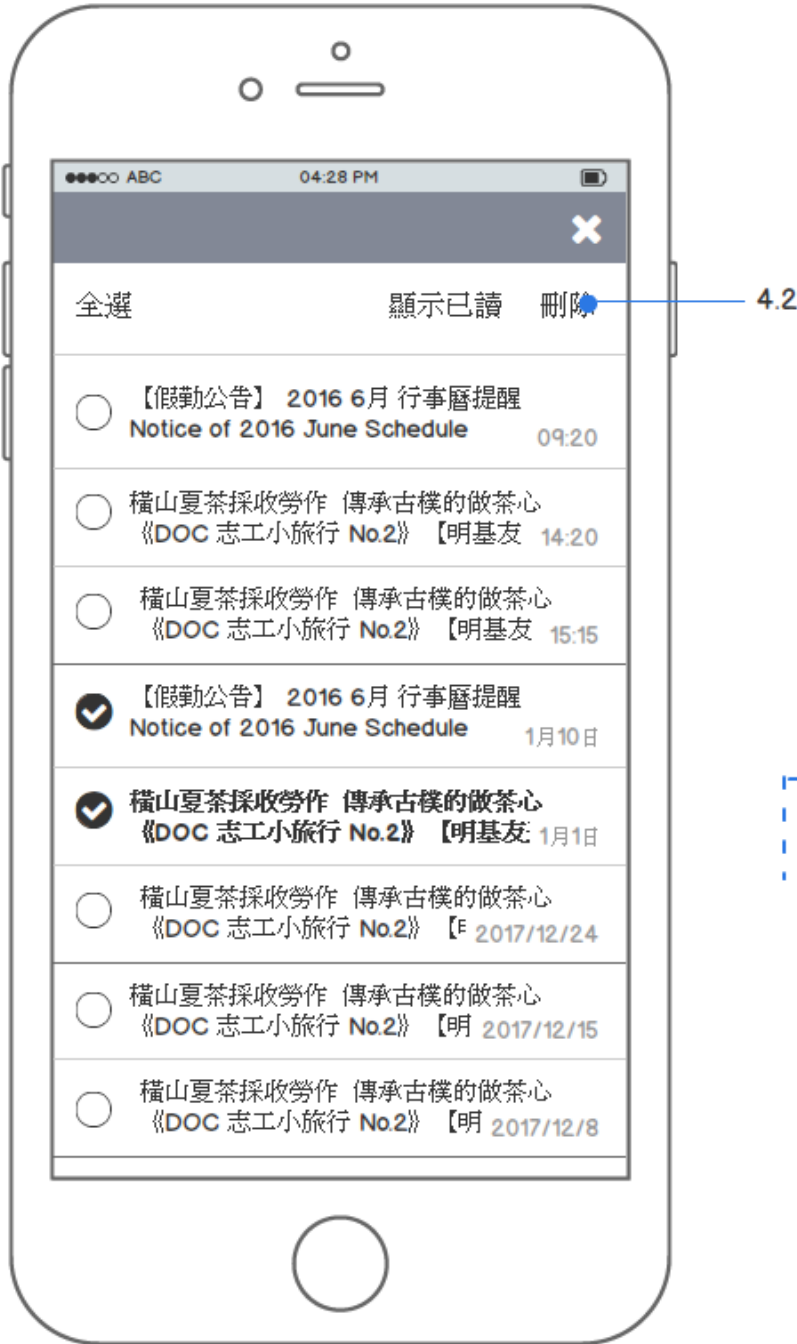 ABC 04:28 PM
全選 顯示已讀 刪除 4.2
【假勤公告】 2016 6月 行事曆提醒
Notice of 2016 June Schedule 09:20
橫山夏茶採收勞作 傳承古樸的做茶心
《DOC 志工小旅行 No.2》 【明基友 14:20
橫山夏茶採收勞作 傳承古樸的做茶心
《DOC 志工小旅行 No.2》 【明基友 15:15
【假勤公告】 2016 6月 行事曆提醒
Notice of 2016 June Schedule 1月10日
橫山夏茶採收勞作 傳承古樸的做茶心
《DOC 志工小旅行 No.2》 【明基友 1月1日
橫山夏茶採收勞作 傳承古樸的做茶心
《DOC 志工小旅行 No.2》 【 2017/12/24
橫山夏茶採收勞作 傳承古樸的做茶心
《DOC 志工小旅行 No.2》 【明 2017/12/15
橫山夏茶採收勞作 傳承古樸的做茶心
《DOC 志工小旅行 No.2》 【明 2017/12/8